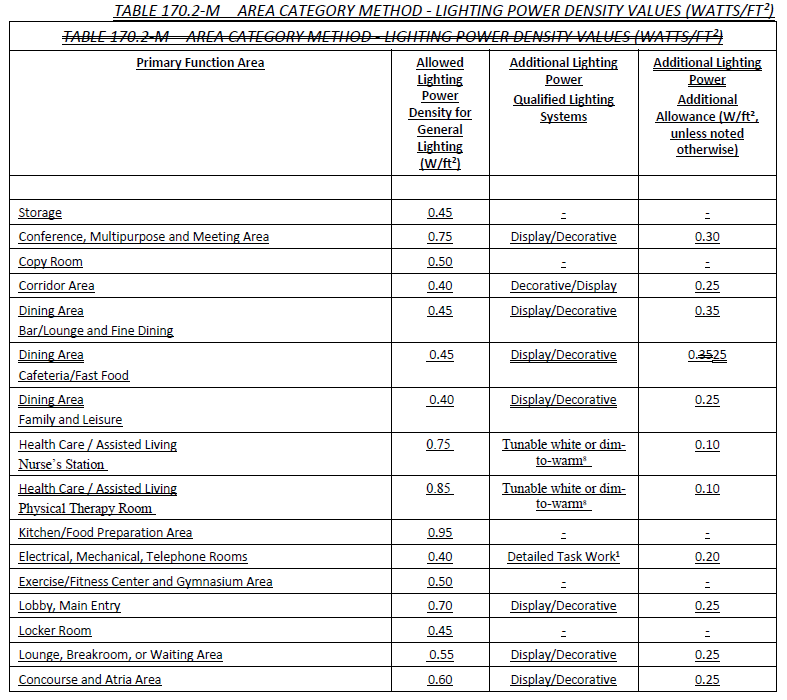 TABLE 170.2-M AREA CATEGORY METHOD - LIGHTING POWER DENSITY VALUES (WATTS/FT²)
TABLE 170.2-M AREA CATEGORY METHOD - LIGHTING POWER DENSITY VALUES (WATTS/FT²)
Primary Function Area
Allowed
Lighting
Power
Density for
General
Lighting
(W/ft²)
Additional Lighting
Power
Qualified Lighting
Systems
Additional Lighting
Power
Additional
Allowance (W/ft²,
unless noted
otherwise)
Storage 0.45 - -
Conference, Multipurpose and Meeting Area 0.75 Display/Decorative 0.30
Copy Room 0.50 - -
Corridor Area 0.40 Decorative/Display 0.25
Dining Area 0.45 Display/Decorative 0.35
Bar/Lounge and Fine Dining
Dining Area 0.45 Display/Decorative 0.3525
Cafeteria/Fast Food
Dining Area 0.40 Display/Decorative 0.25
Family and Leisure
Health Care / Assisted Living 0.75 Tunable white or dim- 0.10
Nurse's Station to-warm⁸
Health Care / Assisted Living 0.85 Tunable white or dim- 0.10
Physical Therapy Room to-warm⁸
Kitchen/Food Preparation Area 0.95 - -
Electrical, Mechanical, Telephone Rooms 0.40 Detailed Task Work¹ 0.20
Exercise/Fitness Center and Gymnasium Area 0.50 - -
Lobby, Main Entry 0.70 Display/Decorative 0.25
Locker Room 0.45 - -
Lounge, Breakroom, or Waiting Area 0.55 Display/Decorative 0.25
Concourse and Atria Area 0.60 Display/Decorative 0.25